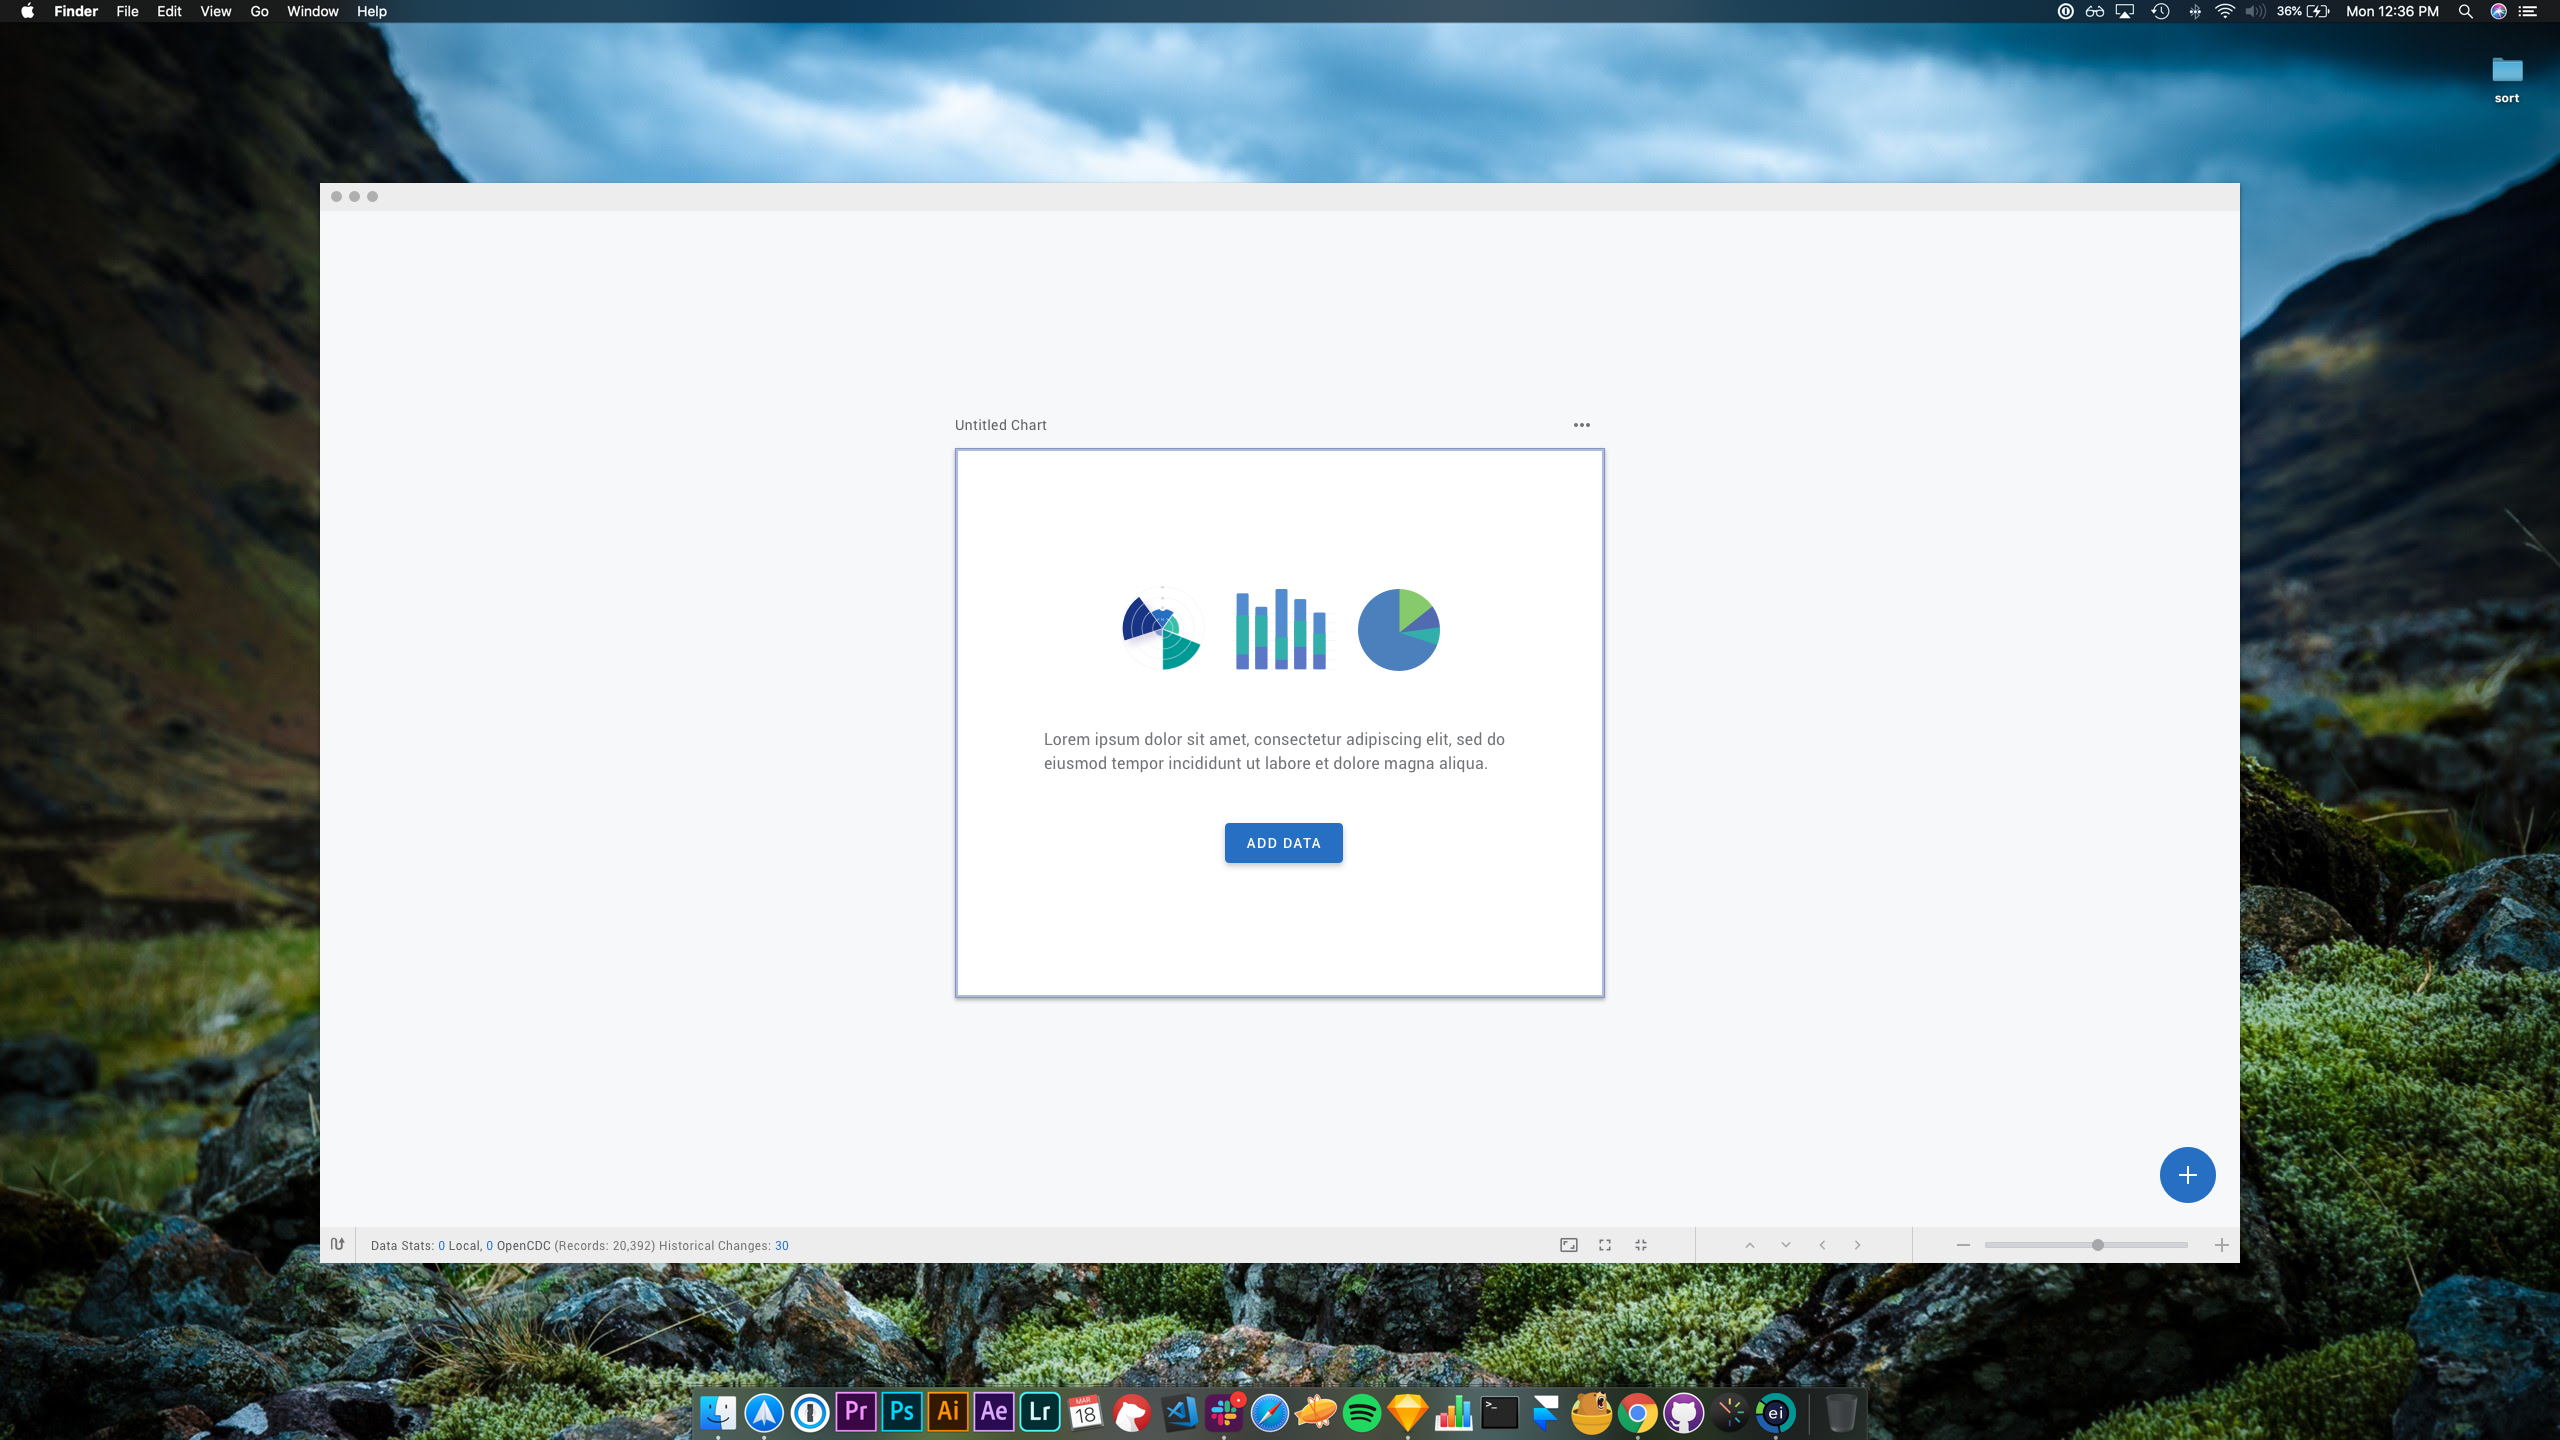 Finder File Edit View Go Window Help
36% Mon 12:36 PM
sort
Untitled Chart
Lorem ipsum dolor sit amet, consectetur adipiscing elit, sed do
eiusmod tempor incididunt ut labore et dolore magna aliqua.
ADD DATA
Data Stats: 0 Local, 0 OpenCDC (Records: 20,392) Historical Changes: 30
Pr Ps Ai Ae Lr MAR 18 >_ ei